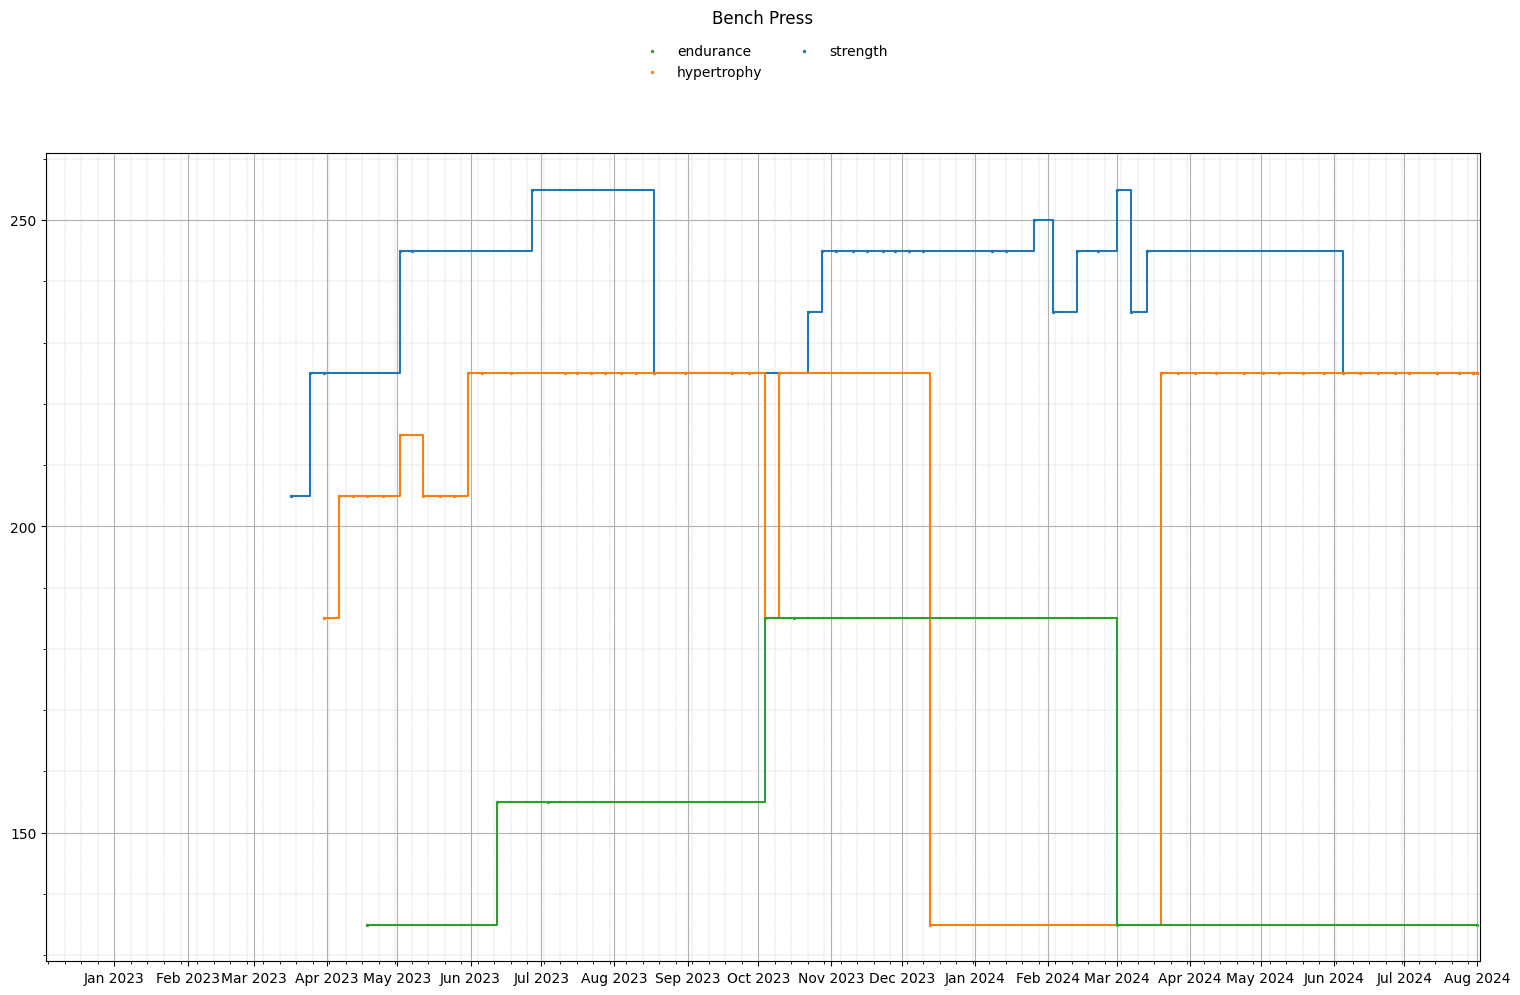 Bench Press
endurance strength
hypertrophy
250
200
150
Jan 2023 Feb 2023 Mar 2023 Apr 2023 May 2023 Jun 2023 Jul 2023 Aug 2023 Sep 2023 Oct 2023 Nov 2023 Dec 2023 Jan 2024 Feb 2024 Mar 2024 Apr 2024 May 2024 Jun 2024 Jul 2024 Aug 2024